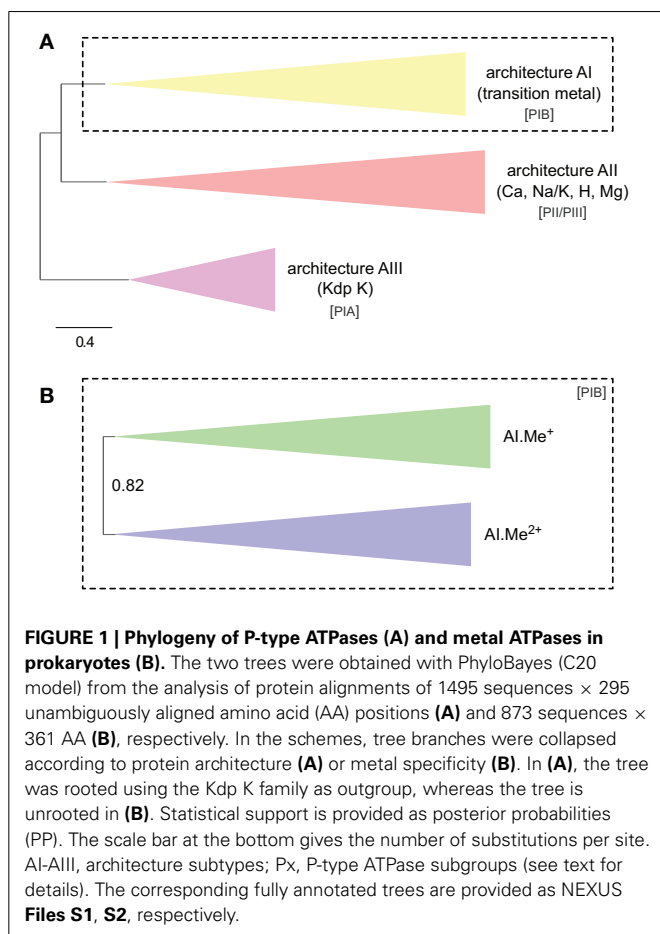 A
architecture AI
(transition metal)
[PIB]
architecture AII
(Ca, Na/K, H, Mg)
[PII/PIII]
architecture AIII
(Kdp K)
[PIA]
0.4
B
[PIB]
AI.Me+
0.82
AI.Me2+
FIGURE 1 | Phylogeny of P-type ATPases (A) and metal ATPases in
prokaryotes (B). The two trees were obtained with PhyloBayes (C20
model) from the analysis of protein alignments of 1495 sequences × 295
unambiguously aligned amino acid (AA) positions (A) and 873 sequences ×
361 AA (B), respectively. In the schemes, tree branches were collapsed
according to protein architecture (A) or metal specificity (B). In (A), the tree
was rooted using the Kdp K family as outgroup, whereas the tree is
unrooted in (B). Statistical support is provided as posterior probabilities
(PP). The scale bar at the bottom gives the number of substitutions per site.
AI-AIII, architecture subtypes; Px, P-type ATPase subgroups (see text for
details). The corresponding fully annotated trees are provided as NEXUS
Files S1, S2, respectively.